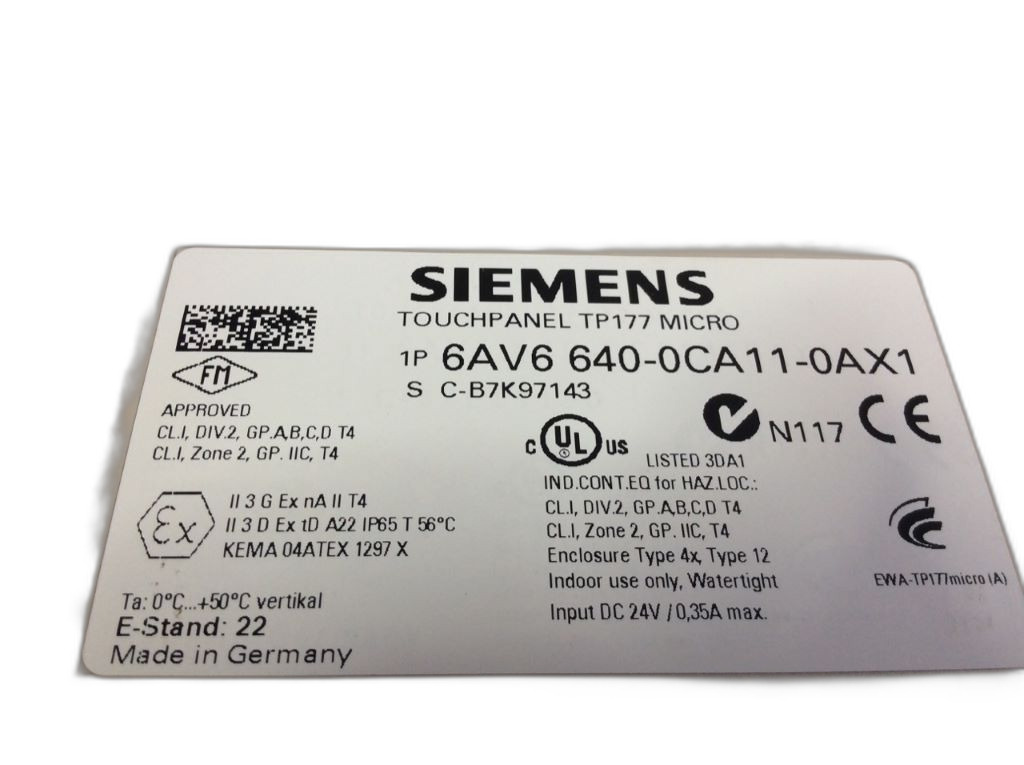 SIEMENS
TOUCHPANEL TP177 MICRO
1P 6AV6 640-0CA11-0AX1
S C-B7K97143
FM
APPROVED
CL.I, DIV.2, GP.A,B,C,D T4
CL.I, Zone 2, GP. IIC, T4
Ex
II 3 G Ex nA II T4
II 3 D Ex tD A22 IP65 T 56°C
KEMA 04ATEX 1297 X
Ta: 0°C...+50°C vertikal
E-Stand: 22
Made in Germany
C UL ® US
LISTED 3DA1
IND.CONT.EQ for HAZ.LOC.:
CL.I, DIV.2, GP.A,B,C,D T4
CL.I, Zone 2, GP. IIC, T4
Enclosure Type 4x, Type 12
Indoor use only, Watertight
Input DC 24V / 0,35A max.
N117
CE
EWA-TP177micro (A)